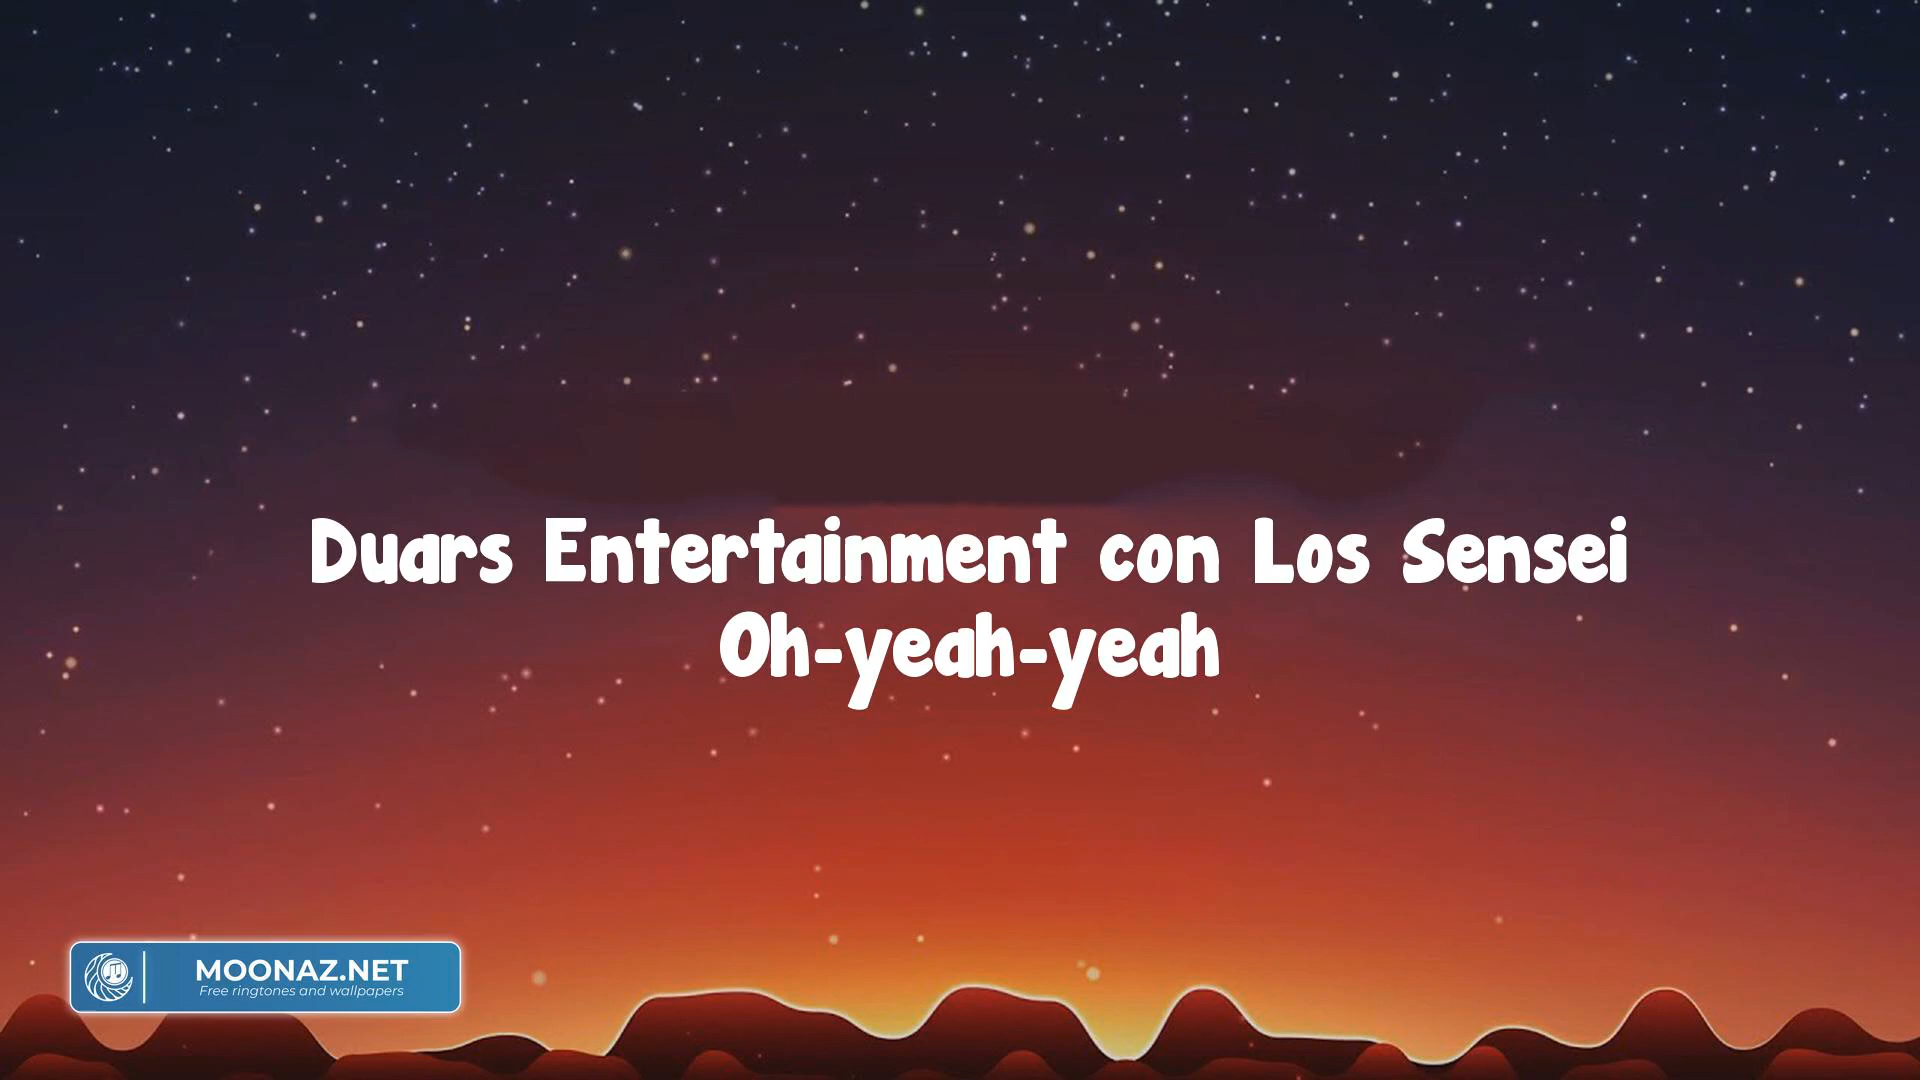 Duars Entertainment con Los Sensei
Oh-yeah-yeah
MOONAZ.NET
Free ringtones and wallpapers